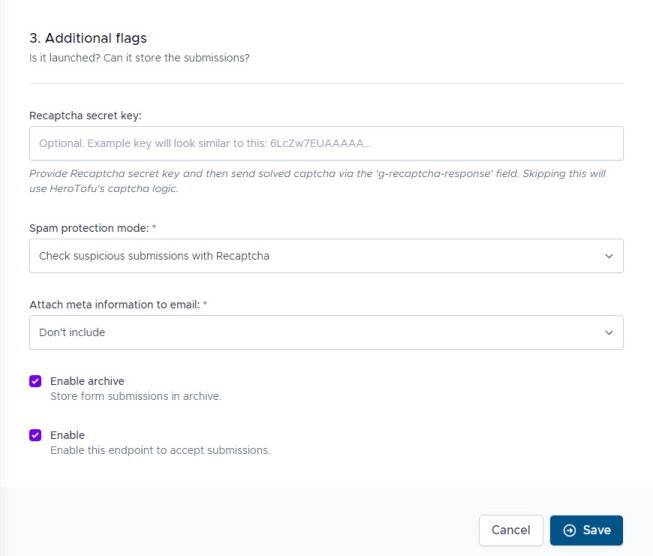 3. Additional flags
Is it launched? Can it store the submissions?
Recaptcha secret key:
Optional. Example key will look similar to this: 6LcZw7EUAAAAA...
Provide Recaptcha secret key and then send solved captcha via the 'g-recaptcha-response' field. Skipping this will
use HeroTofu's captcha logic.
Spam protection mode: *
Check suspicious submissions with Recaptcha
Attach meta information to email: *
Don't include
Enable archive
Store form submissions in archive.
Enable
Enable this endpoint to accept submissions.
Cancel
Save